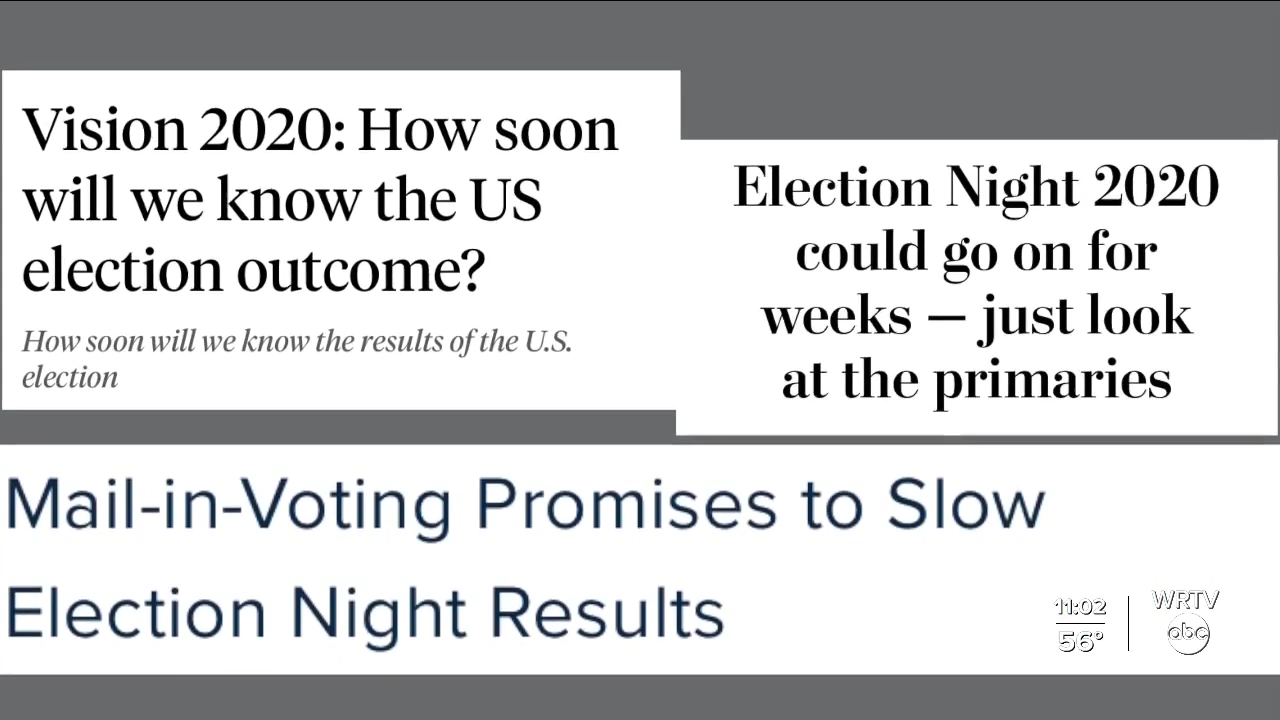 Vision 2020: How soon
will we know the US
election outcome?
How soon will we know the results of the U.S.
election
Election Night 2020
could go on for
weeks — just look
at the primaries
Mail-in-Voting Promises to Slow
Election Night Results
11:02
56°
WRTV
abc